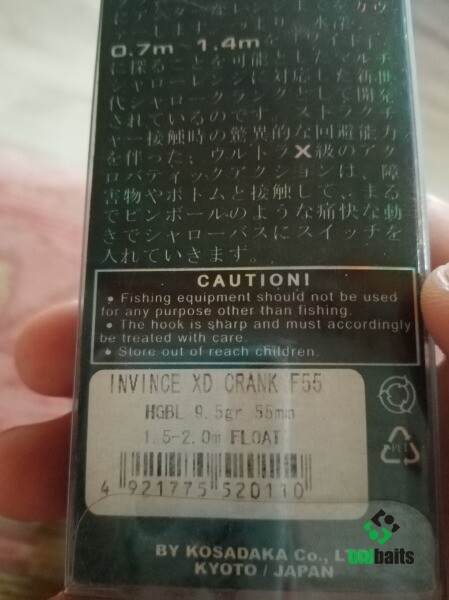 0.7m~1.4mを
に探ることを可能としたマルチ
シャローレンジに対応した新世
代シャロークランクとして開発
されているのです。ストラクチ
ャー接触時の驚異的な回避能力
を伴った、ウルトラX級のアク
ロバティックアクションは、障
害物やボトムと接触して、まる
でピンボールのような痛快な動
きでシャローバスにスイッチを
入れていきます。
CAUTION!
● Fishing equipment should not be used
for any purpose other than fishing.
● The hook is sharp and must accordingly
be treated with care.
● Store out of reach children.
INVINCE XD CRANK F55
HGBL 9.5gr 55mm
1.5-2.0m FLOAT
4 921775 520110
BY KOSADAKA Co., LT
KYOTO / JAPAN
baits